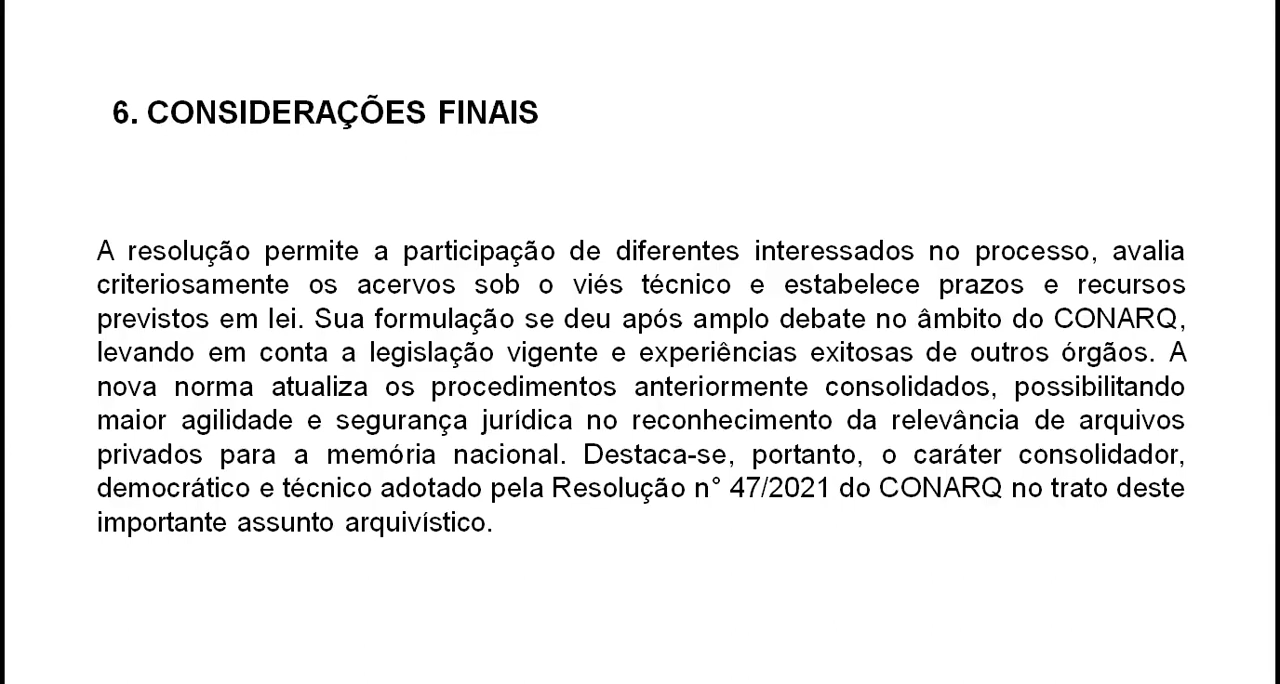 6. CONSIDERAÇÕES FINAIS
A resolução permite a participação de diferentes interessados no processo, avalia
criteriosamente os acervos sob o viés técnico e estabelece prazos e recursos
previstos em lei. Sua formulação se deu após amplo debate no âmbito do CONARQ,
levando em conta a legislação vigente e experiências exitosas de outros órgãos. A
nova norma atualiza os procedimentos anteriormente consolidados, possibilitando
maior agilidade e segurança jurídica no reconhecimento da relevância de arquivos
privados para a memória nacional. Destaca-se, portanto, o caráter consolidador,
democrático e técnico adotado pela Resolução n° 47/2021 do CONARQ no trato deste
importante assunto arquivístico.